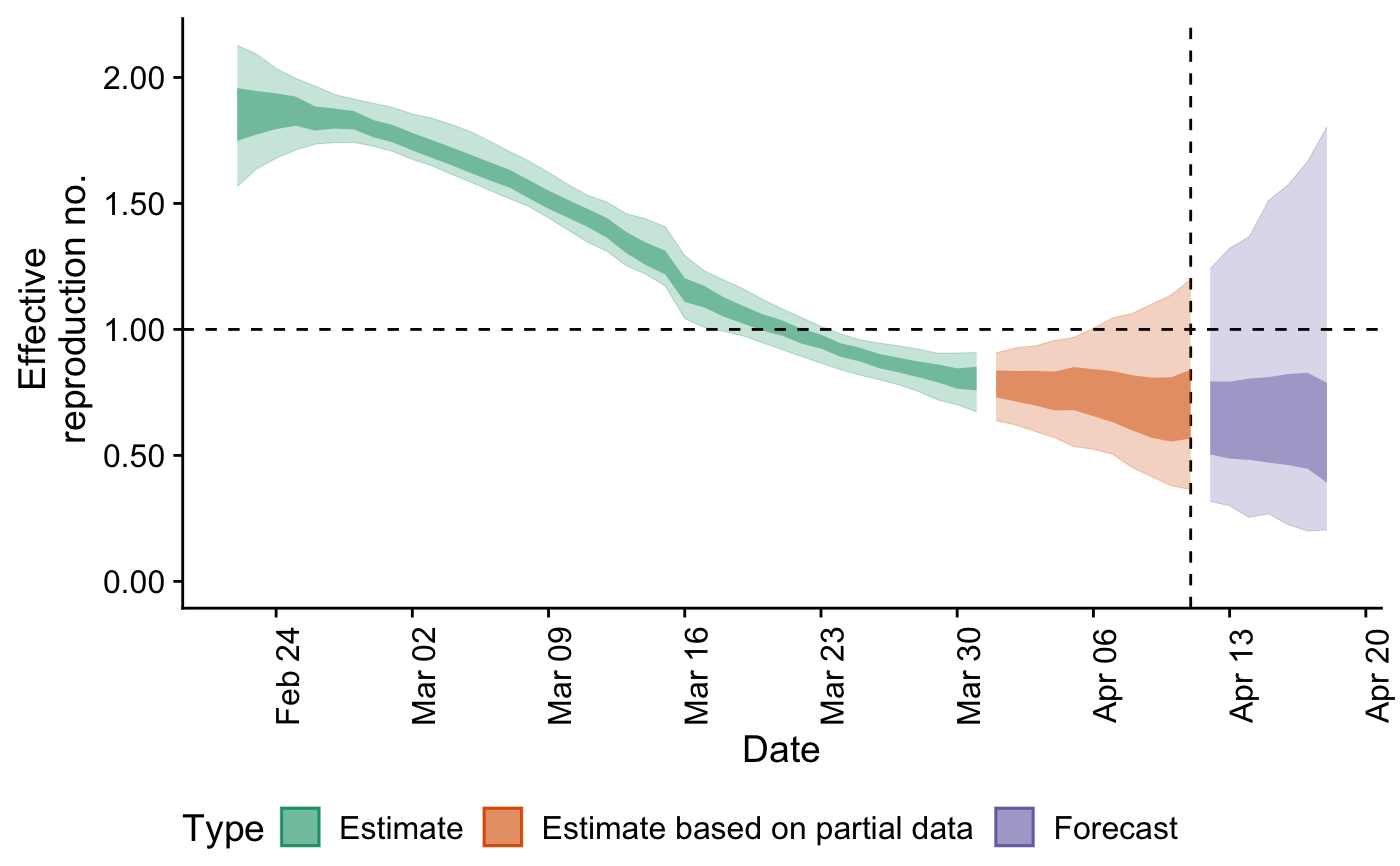 Effective
reproduction no.
2.00
1.50
1.00
0.50
0.00
Feb 24
Mar 02
Mar 09
Mar 16
Mar 23
Mar 30
Apr 06
Apr 13
Apr 20
Date
Type Estimate Estimate based on partial data Forecast